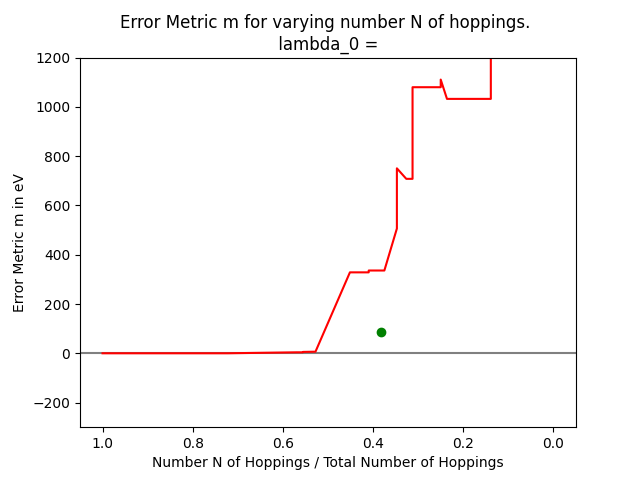 Error Metric m for varying number N of hoppings.
lambda_0 =
1200
1000
800
600
400
200
0
−200
Error Metric m in eV
1.0 0.8 0.6 0.4 0.2 0.0
Number N of Hoppings / Total Number of Hoppings